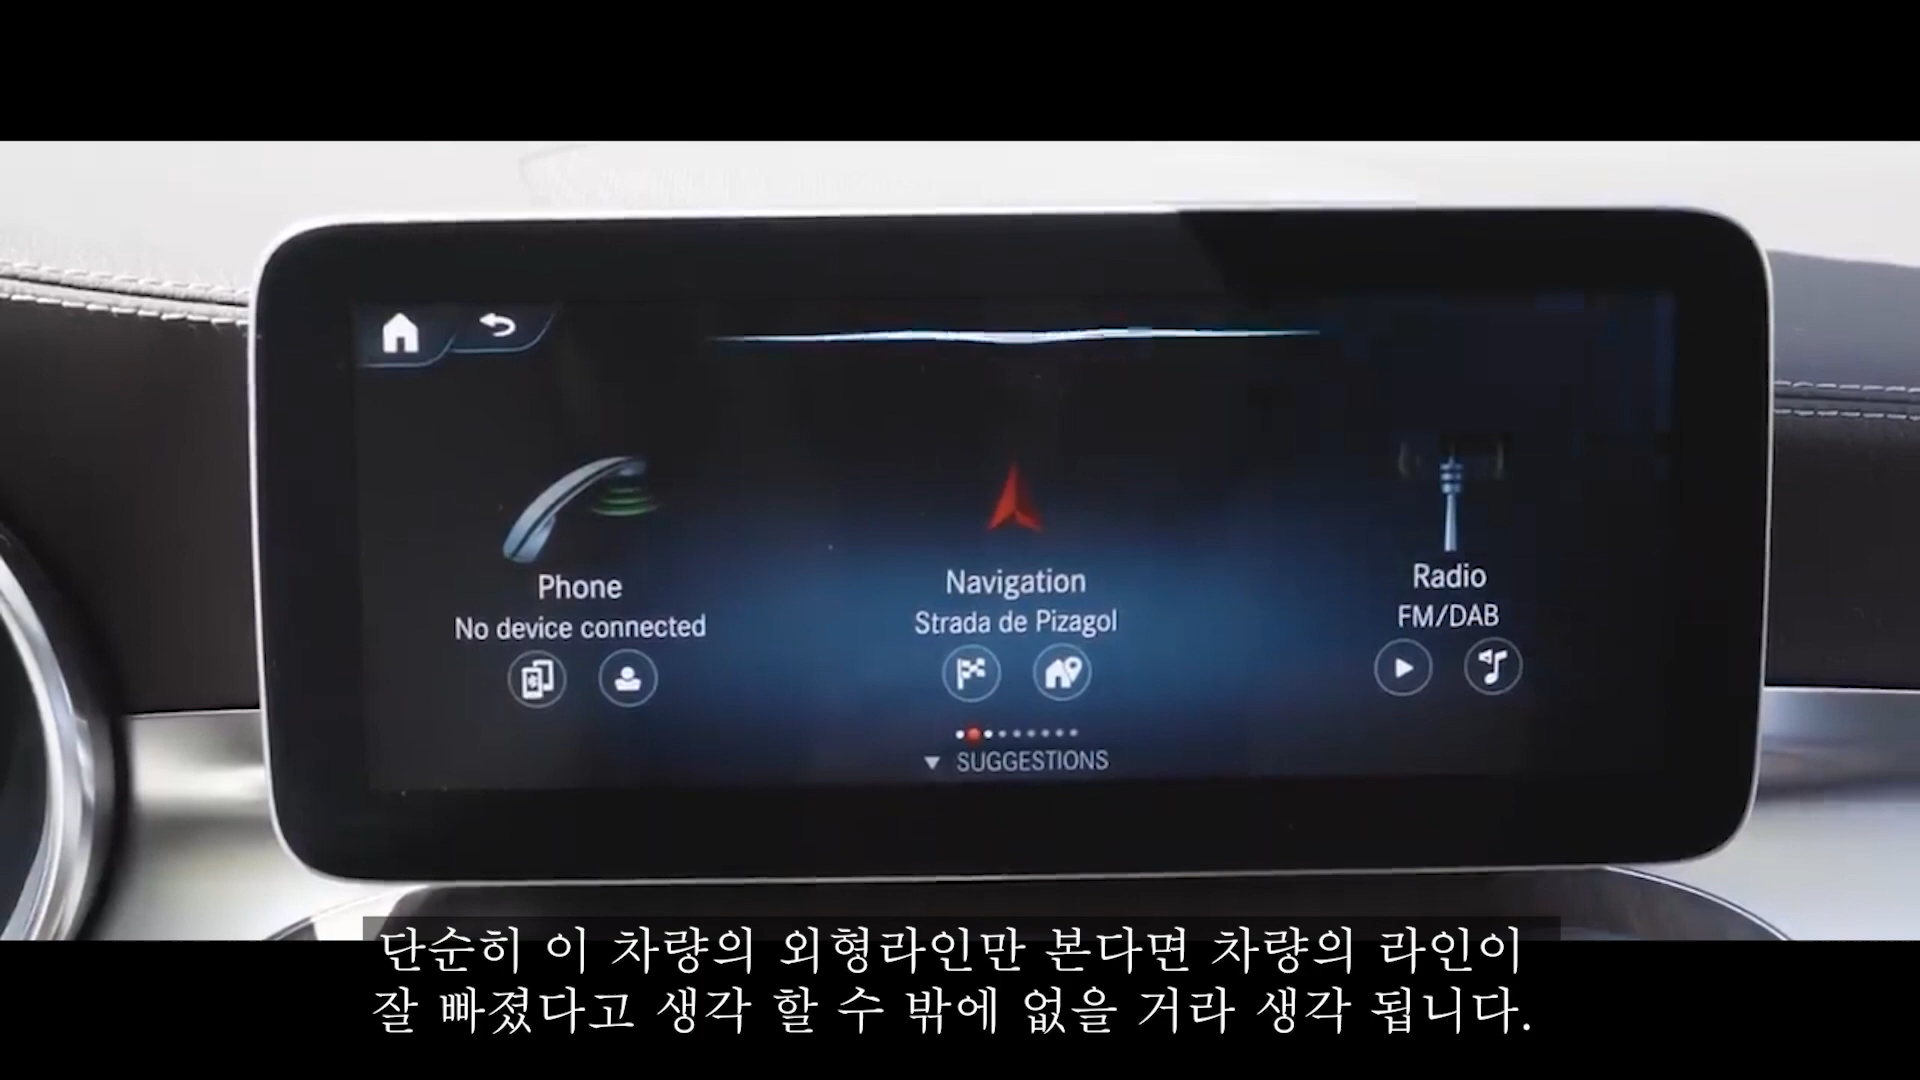 Phone
No device connected
Navigation
Strada de Pizagol
Radio
FM/DAB
SUGGESTIONS
단순히 이 차량의 외형라인만 본다면 차량의 라인이
잘 빠졌다고 생각 할 수 밖에 없을 거라 생각 됩니다.